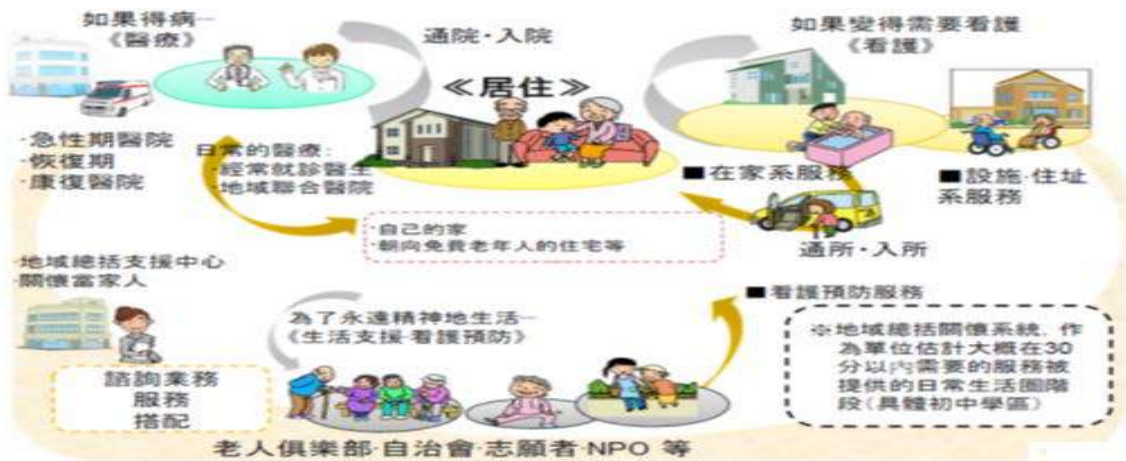 如果得病--
《醫療》
通院·入院
如果變得需要看護
《看護》
≪居住≫
·急性期醫院
·恢復期
·康復醫院
日常的醫療:
·經常就診醫生
·地域聯合醫院
■在家系服務
■設施·住址
系服務
·自己的家
·朝向免費老年人的住宅等
通所·入所
·地域總括支援中心
·關懷當家人
■看護預防服務
為了永遠精神地生活--
《生活支援·看護預防》
※地域總括關懷系統, 作
為單位估計大概在30
分以內需要的服務被
提供的日常生活圈階
段(具體初中學區)
諮詢業務
服務
搭配
老人俱樂部·自治會·志願者·NPO 等